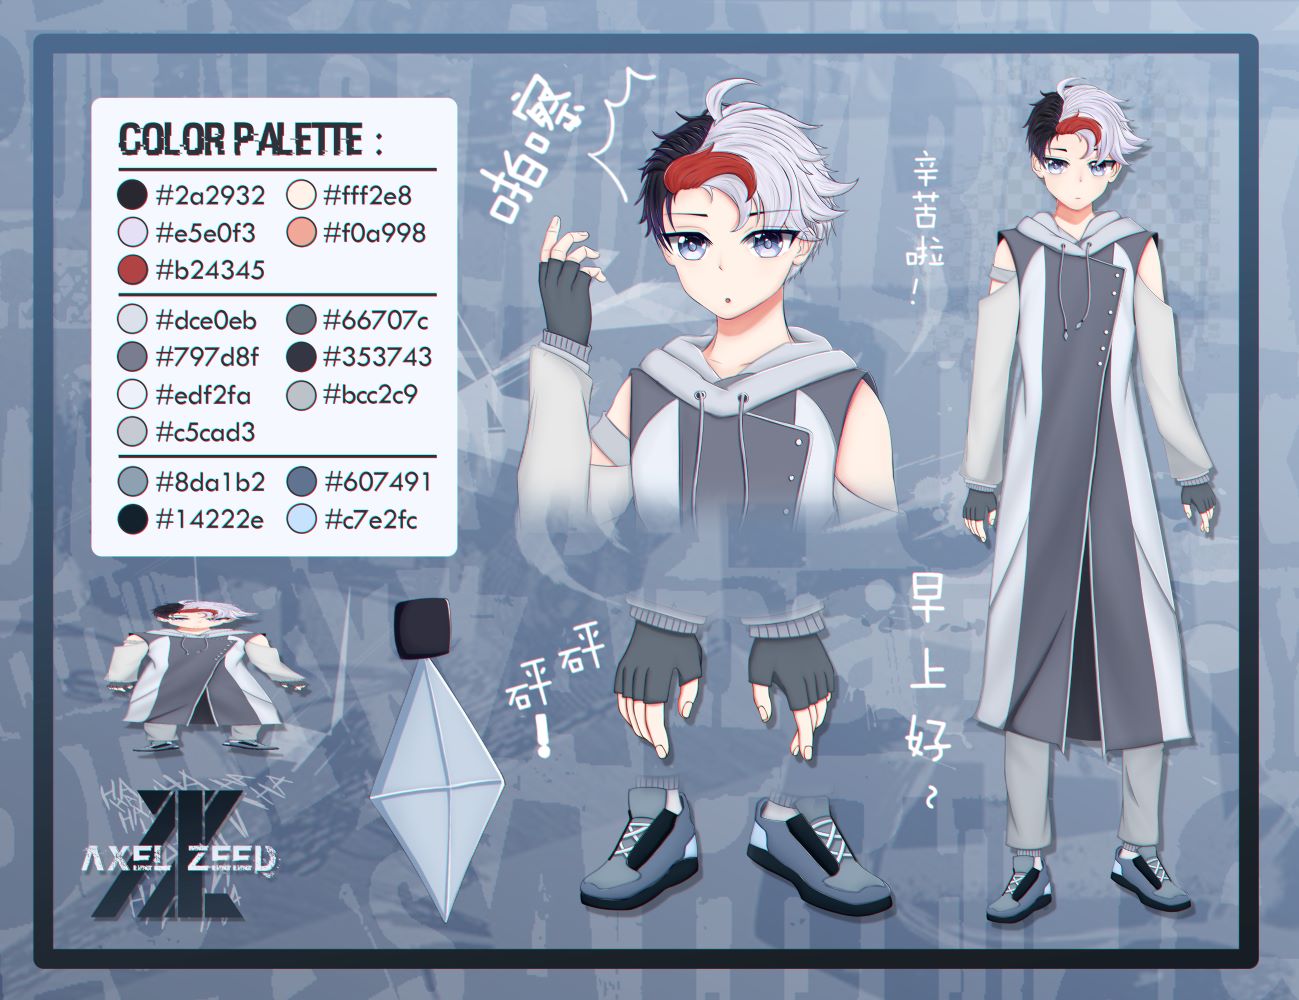 COLOR PALETTE :
#2a2932 #fff2e8
#e5e0f3 #f0a998
#b24345
#dce0eb #66707c
#797d8f #353743
#edf2fa #bcc2c9
#c5cad3
#8da1b2 #607491
#14222e #c7e2fc
啪嚓
辛苦啦!
砰砰!
早上好~
AXEL ZEED